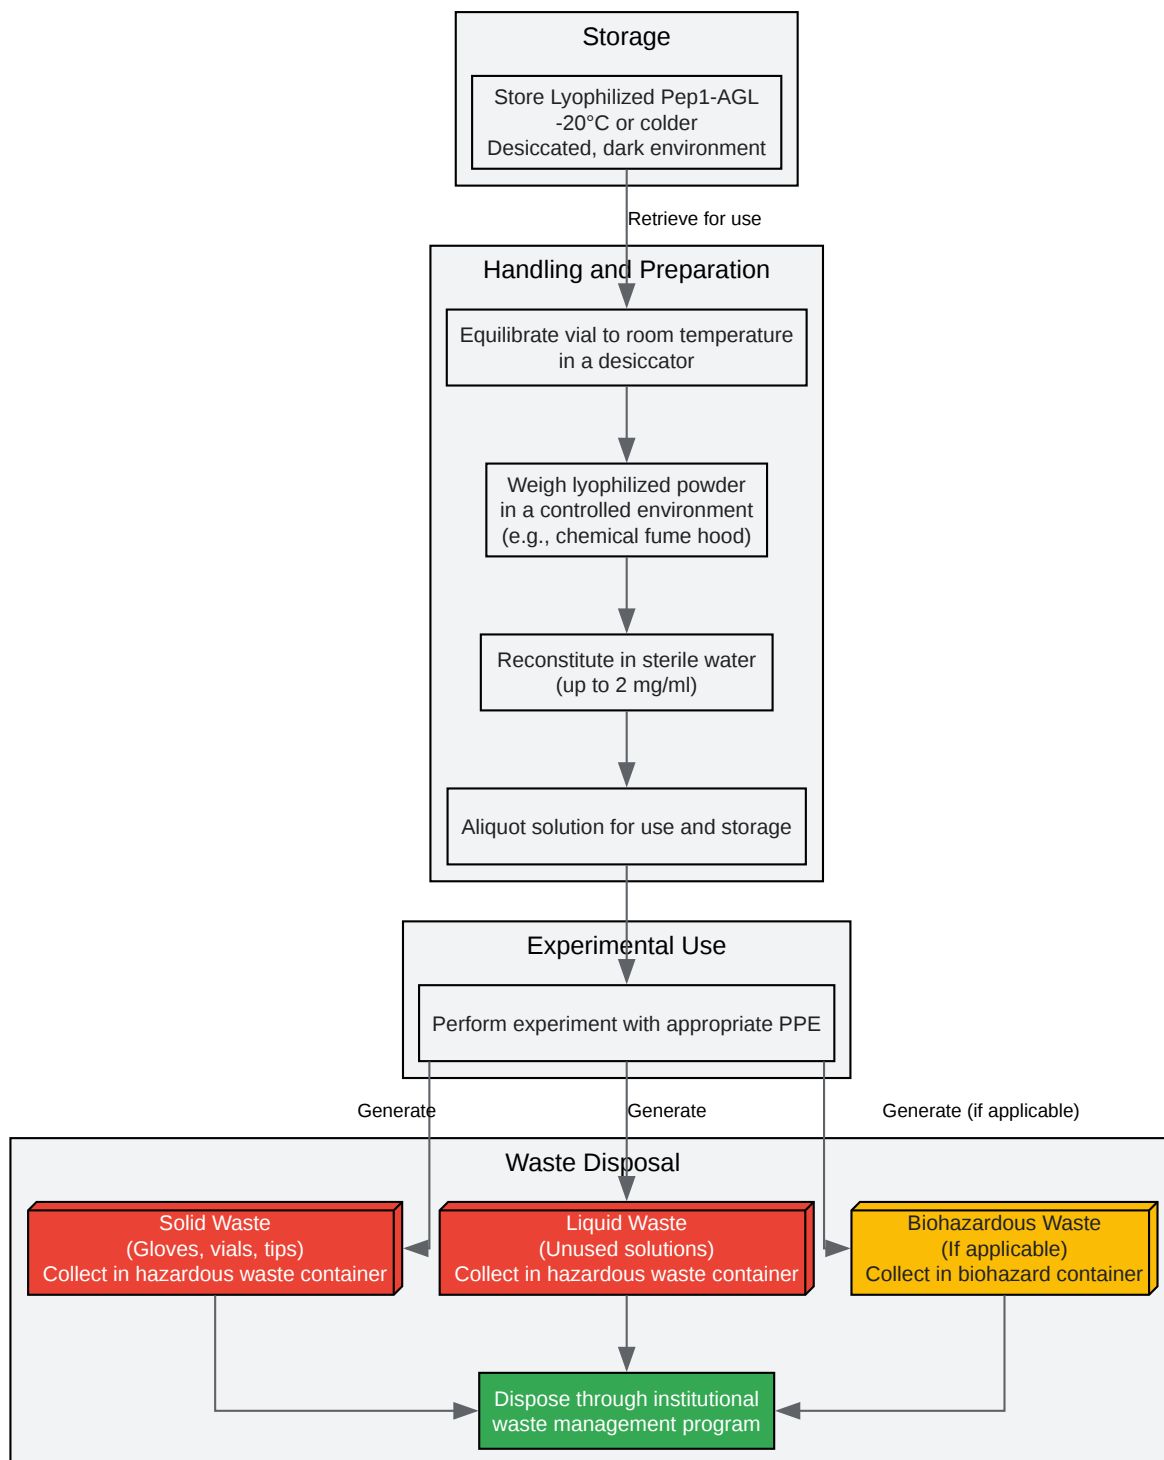 Storage
Store Lyophilized Pep1-AGL
-20°C or colder
Desiccated, dark environment
Retrieve for use
Handling and Preparation
Equilibrate vial to room temperature
in a desiccator
Weigh lyophilized powder
in a controlled environment
(e.g., chemical fume hood)
Reconstitute in sterile water
(up to 2 mg/ml)
Aliquot solution for use and storage
Experimental Use
Perform experiment with appropriate PPE
Generate
Generate
Generate (if applicable)
Waste Disposal
Solid Waste
(Gloves, vials, tips)
Collect in hazardous waste container
Liquid Waste
(Unused solutions)
Collect in hazardous waste container
Biohazardous Waste
(If applicable)
Collect in biohazard container
Dispose through institutional
waste management program